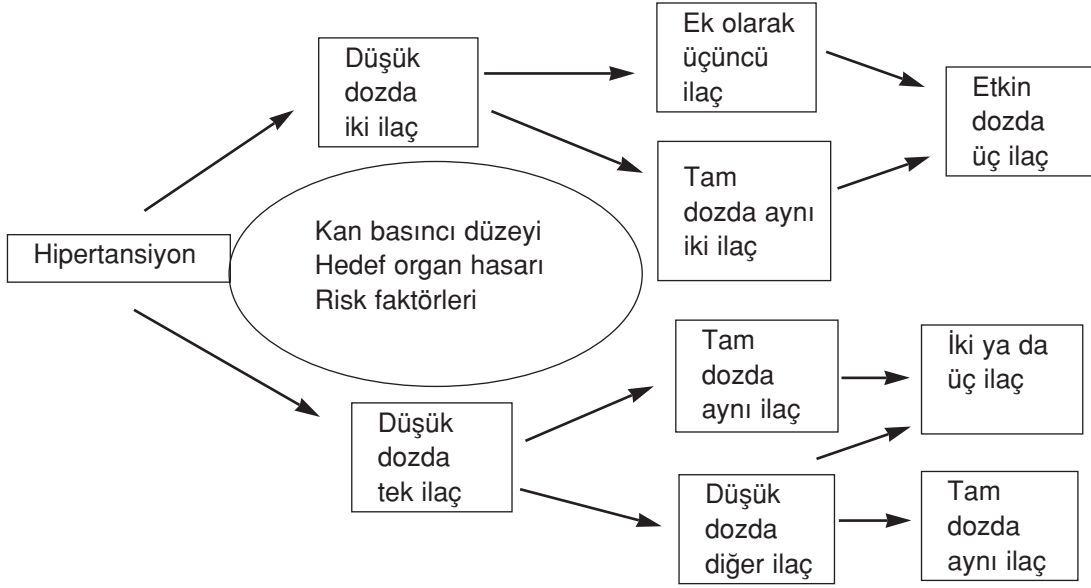 Hipertansiyon
Düşük
dozda
iki ilaç
Kan basıncı düzeyi
Hedef organ hasarı
Risk faktörleri
Düşük
dozda
tek ilaç
Ek olarak
üçüncü
ilaç
Tam
dozda aynı
iki ilaç
Etkin
dozda
üç ilaç
Tam
dozda
aynı ilaç
Düşük
dozda
diğer ilaç
İki ya da
üç ilaç
Tam
dozda
aynı ilaç